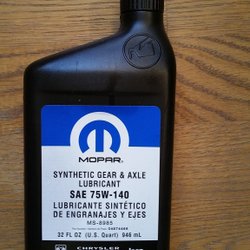 MOPAR
SYNTHETIC GEAR & AXLE
LUBRICANT
SAE 75W-140
LUBRICANTE SINTÉTICO
DE ENGRANAJES Y EJES
MS-8985
32 FL OZ (U.S. Quart) 946 mL
CHRYSLER
Jeep